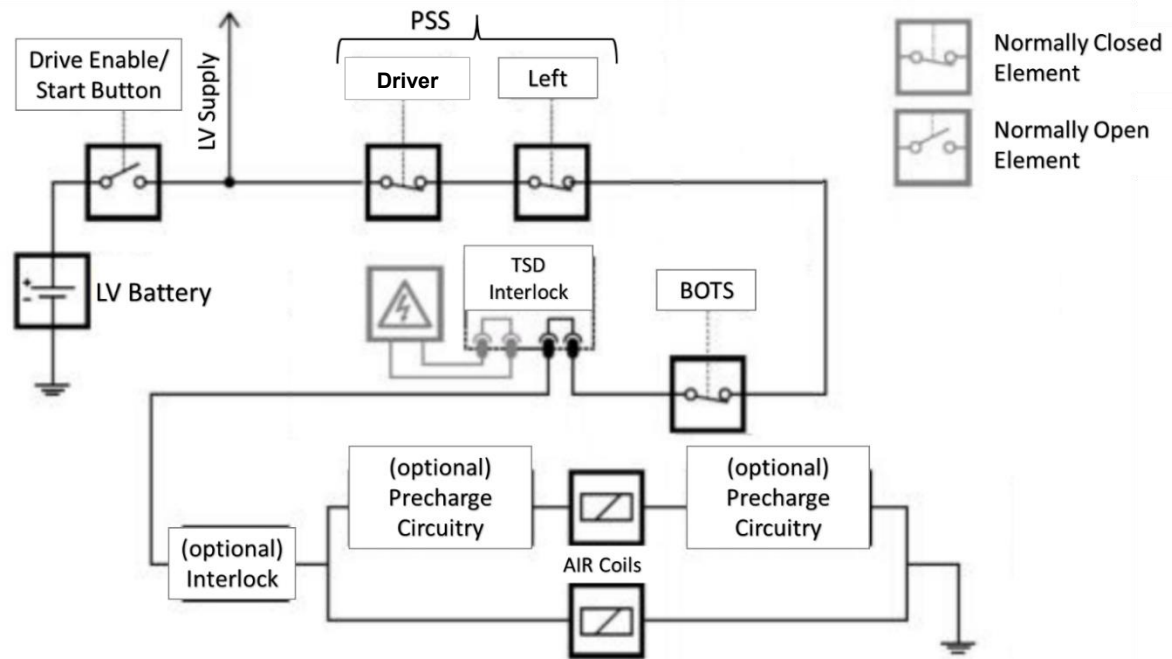 PSS
Drive Enable/
Start Button
LV Supply
Driver
Left
Normally Closed
Element
Normally Open
Element
+
-
LV Battery
TSD
Interlock
BOTS
(optional)
Precharge
Circuitry
(optional)
Precharge
Circuitry
(optional)
Interlock
AIR Coils